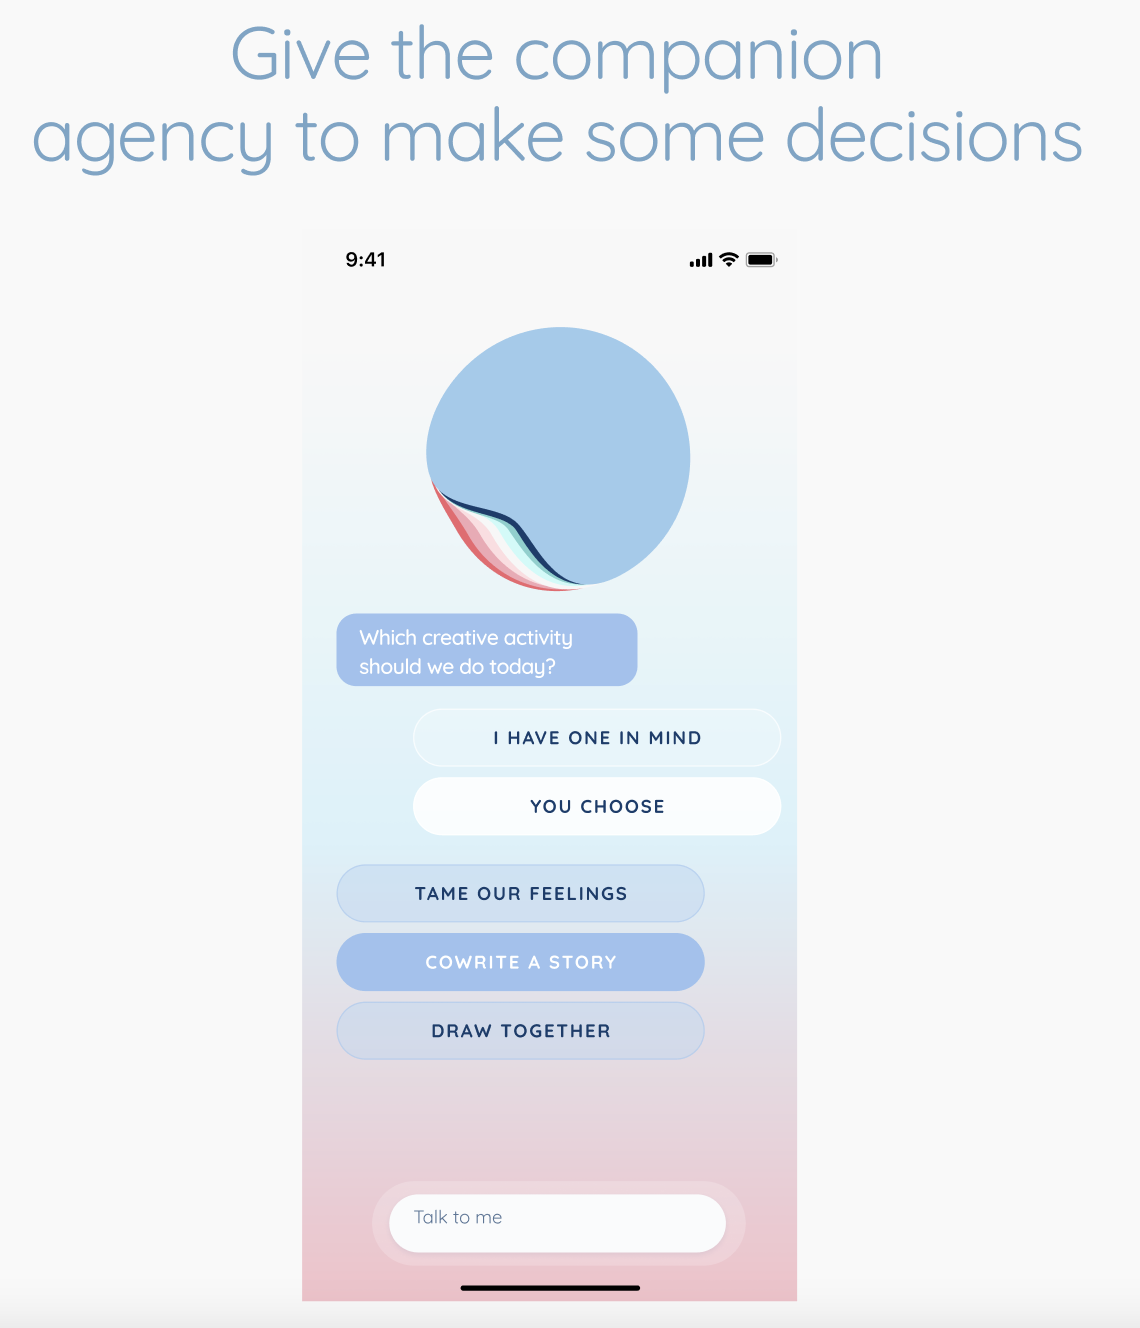 Give the companion
agency to make some decisions
9:41
Which creative activity
should we do today?
I HAVE ONE IN MIND
YOU CHOOSE
TAME OUR FEELINGS
COWRITE A STORY
DRAW TOGETHER
Talk to me